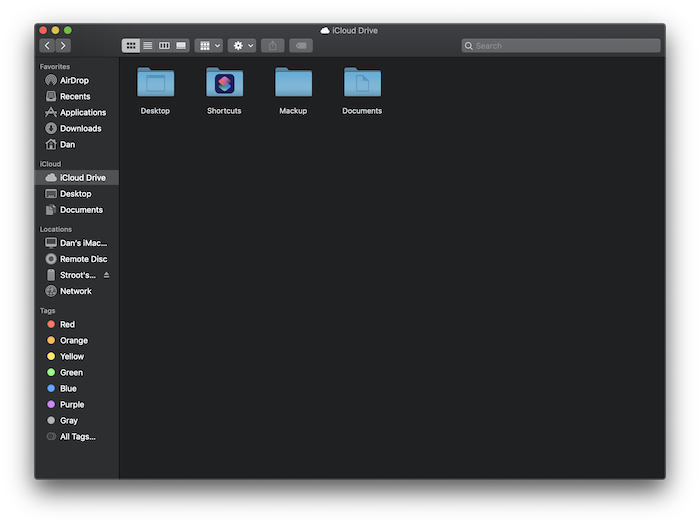 iCloud Drive
Search
Favorites
AirDrop
Recents
Applications
Downloads
Dan
iCloud
iCloud Drive
Desktop
Documents
Locations
Dan's iMac...
Remote Disc
Stroot's...
Network
Tags
Red
Orange
Yellow
Green
Blue
Purple
Gray
All Tags...
Desktop
Shortcuts
Mackup
Documents